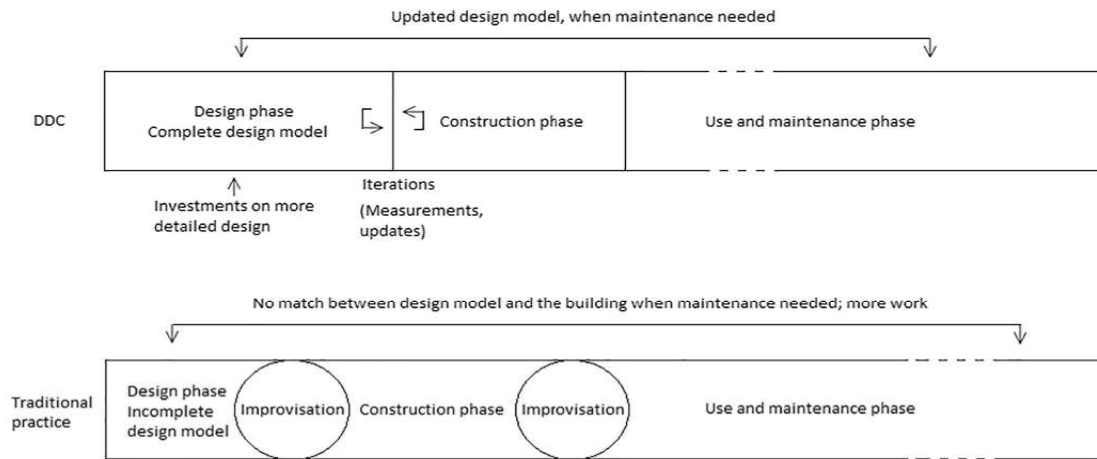 Updated design model, when maintenance needed
DDC
Design phase
Complete design model
Construction phase
Use and maintenance phase
Investments on more
detailed design
Iterations
(Measurements,
updates)
No match between design model and the building when maintenance needed; more work
Traditional
practice
Design phase
Incomplete
design model
Improvisation
Construction phase
Improvisation
Use and maintenance phase